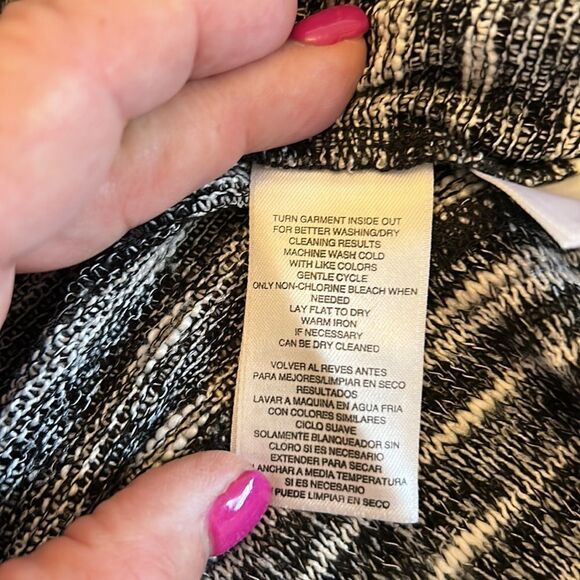 TURN GARMENT INSIDE OUT
FOR BETTER WASHING/DRY
CLEANING RESULTS
MACHINE WASH COLD
WITH LIKE COLORS
GENTLE CYCLE
ONLY NON-CHLORINE BLEACH WHEN
NEEDED
LAY FLAT TO DRY
WARM IRON
IF NECESSARY
CAN BE DRY CLEANED
VOLVER AL REVES ANTES
PARA MEJORES/LIMPIAR EN SECO
RESULTADOS
LAVAR A MAQUINA EN AGUA FRIA
CON COLORES SIMILARES
CICLO SUAVE
SOLAMENTE BLANQUEADOR SIN
CLORO SI ES NECESARIO
EXTENDER PARA SECAR
LANCHAR A MEDIA TEMPERATURA
SI ES NECESARIO
PUEDE LIMPIAR EN SECO